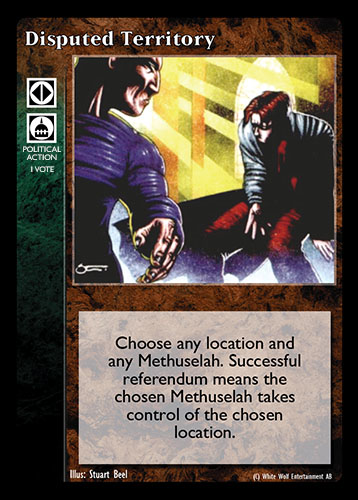 Disputed Territory
POLITICAL
ACTION
1 VOTE
Choose any location and
any Methuselah. Successful
referendum means the
chosen Methuselah takes
control of the chosen
location.
Illus: Stuart Beel
(C) White Wolf Entertainment AB